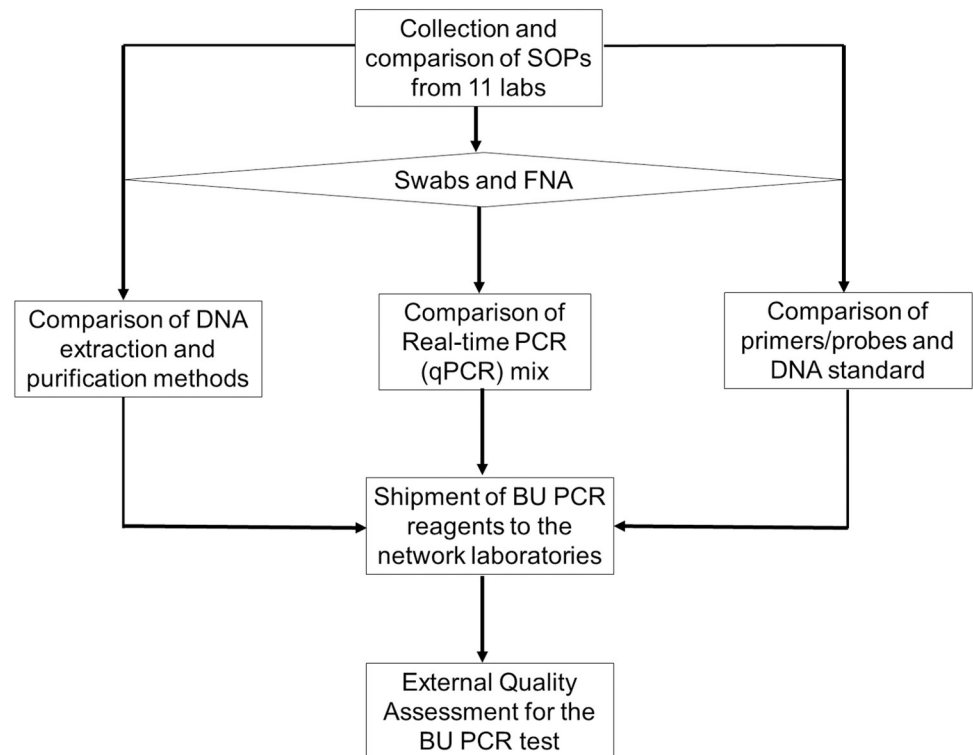 Collection and
comparison of SOPs
from 11 labs
Swabs and FNA
Comparison of DNA
extraction and
purification methods
Comparison of
Real-time PCR
(qPCR) mix
Comparison of
primers/probes and
DNA standard
Shipment of BU PCR
reagents to the
network laboratories
External Quality
Assessment for the
BU PCR test